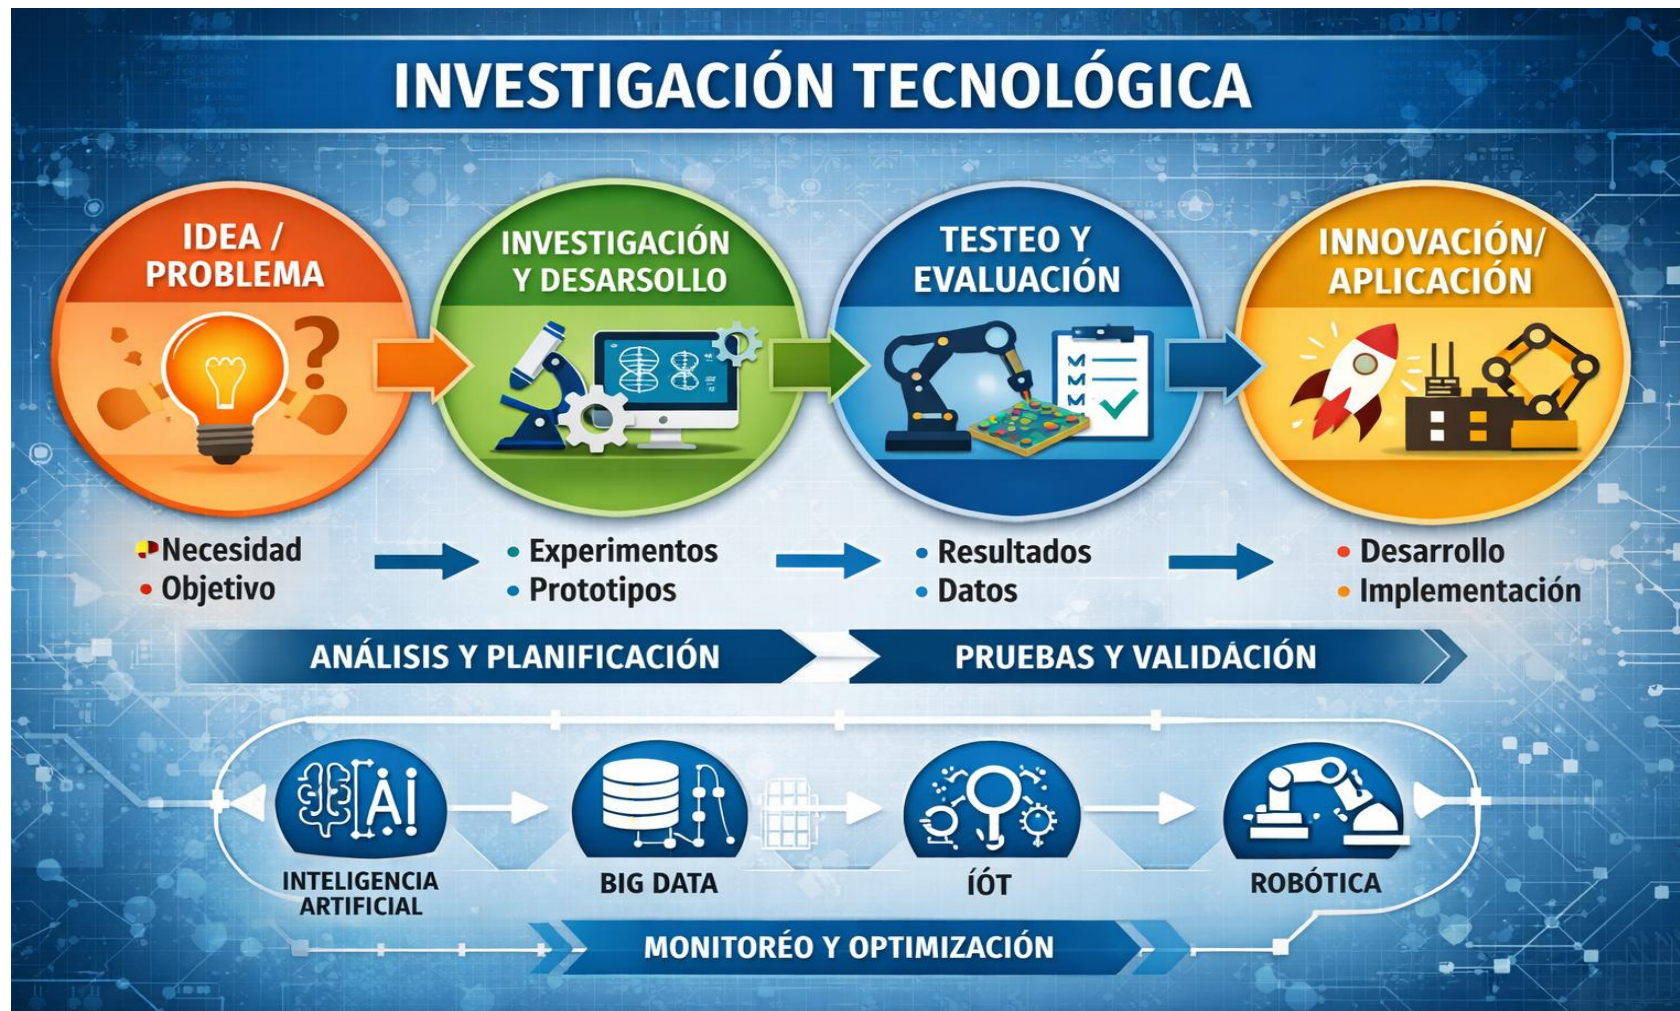 INVESTIGACIÓN TECNOLÓGICA
IDEA /
PROBLEMA
INVESTIGACIÓN
Y DESARSOLLO
TESTEO Y
EVALUACIÓN
INNOVACIÓN/
APLICACIÓN
Necesidad
Objetivo
Experimentos
Prototipos
Resultados
Datos
Desarrollo
Implementación
ANÁLISIS Y PLANIFICACIÓN
PRUEBAS Y VALIDÁCIÓN
AI
INTELIGENCIA
ARTIFICIAL
BIG DATA
ÍÓT
ROBÓTICA
MONITORÉO Y OPTIMIZACIÓN